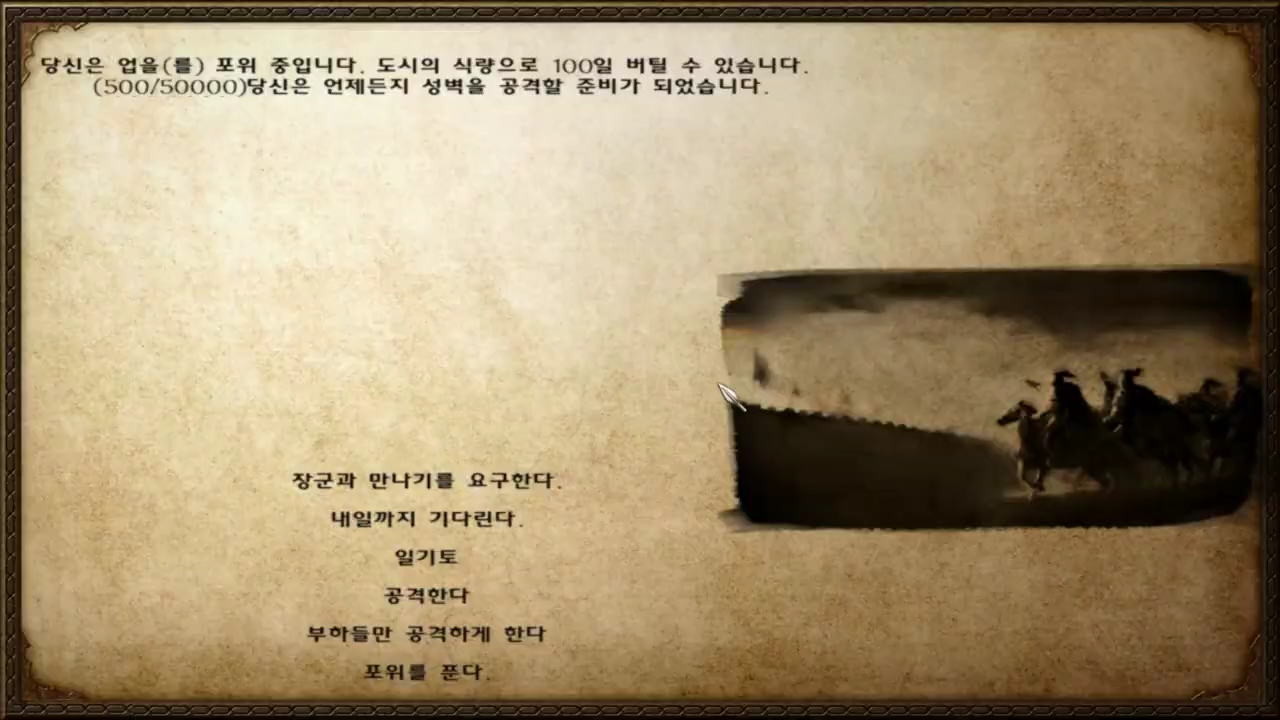 당신은 업을(를) 포위 중입니다. 도시의 식량으로 100일 버틸 수 있습니다.
(500/50000)당신은 언제든지 성벽을 공격할 준비가 되었습니다.
장군과 만나기를 요구한다.
내일까지 기다린다.
일기토
공격한다
부하들만 공격하게 한다
포위를 푼다.